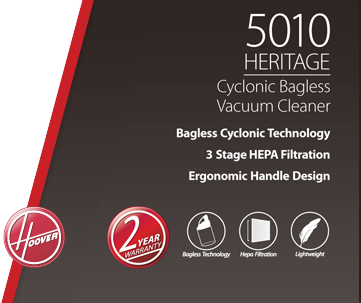 5010
HERITAGE
Cyclonic Bagless
Vacuum Cleaner
Bagless Cyclonic Technology
3 Stage HEPA Filtration
Ergonomic Handle Design
HOOVER
2 YEAR
WARRANTY
Bagless Technology
Hepa Filtration
Lightweight